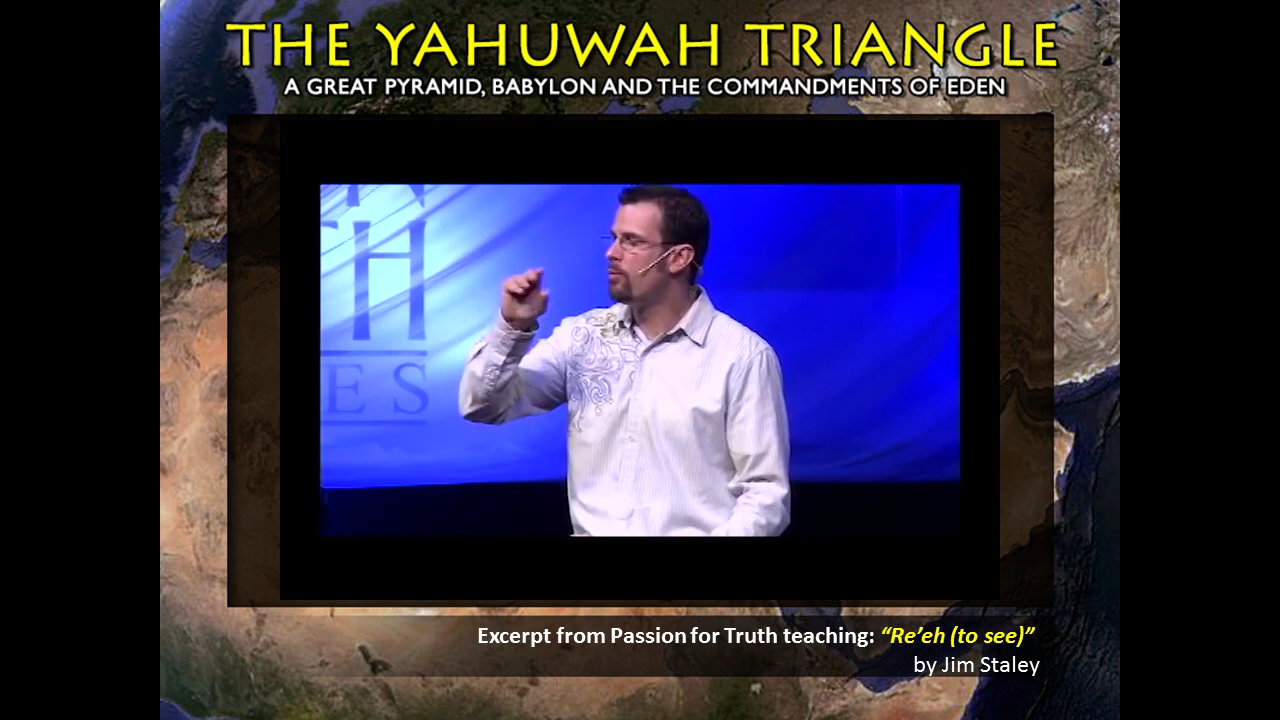 THE YAHUWAH TRIANGLE
A GREAT PYRAMID, BABYLON AND THE COMMANDMENTS OF EDEN
Excerpt from Passion for Truth teaching: “Re’eh (to see)”
by Jim Staley